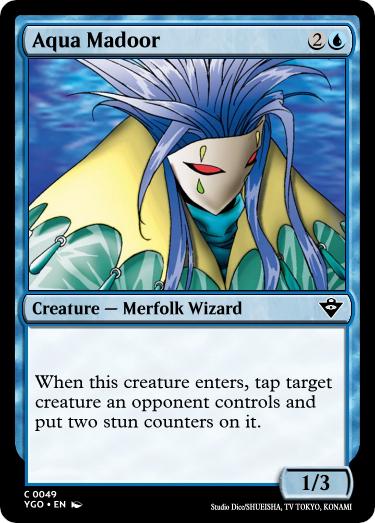 Aqua Madoor 2
Creature — Merfolk Wizard
When this creature enters, tap target
creature an opponent controls and
put two stun counters on it.
1/3
C 0049
YGO • EN
Studio Dice/SHUEISHA, TV TOKYO, KONAMI